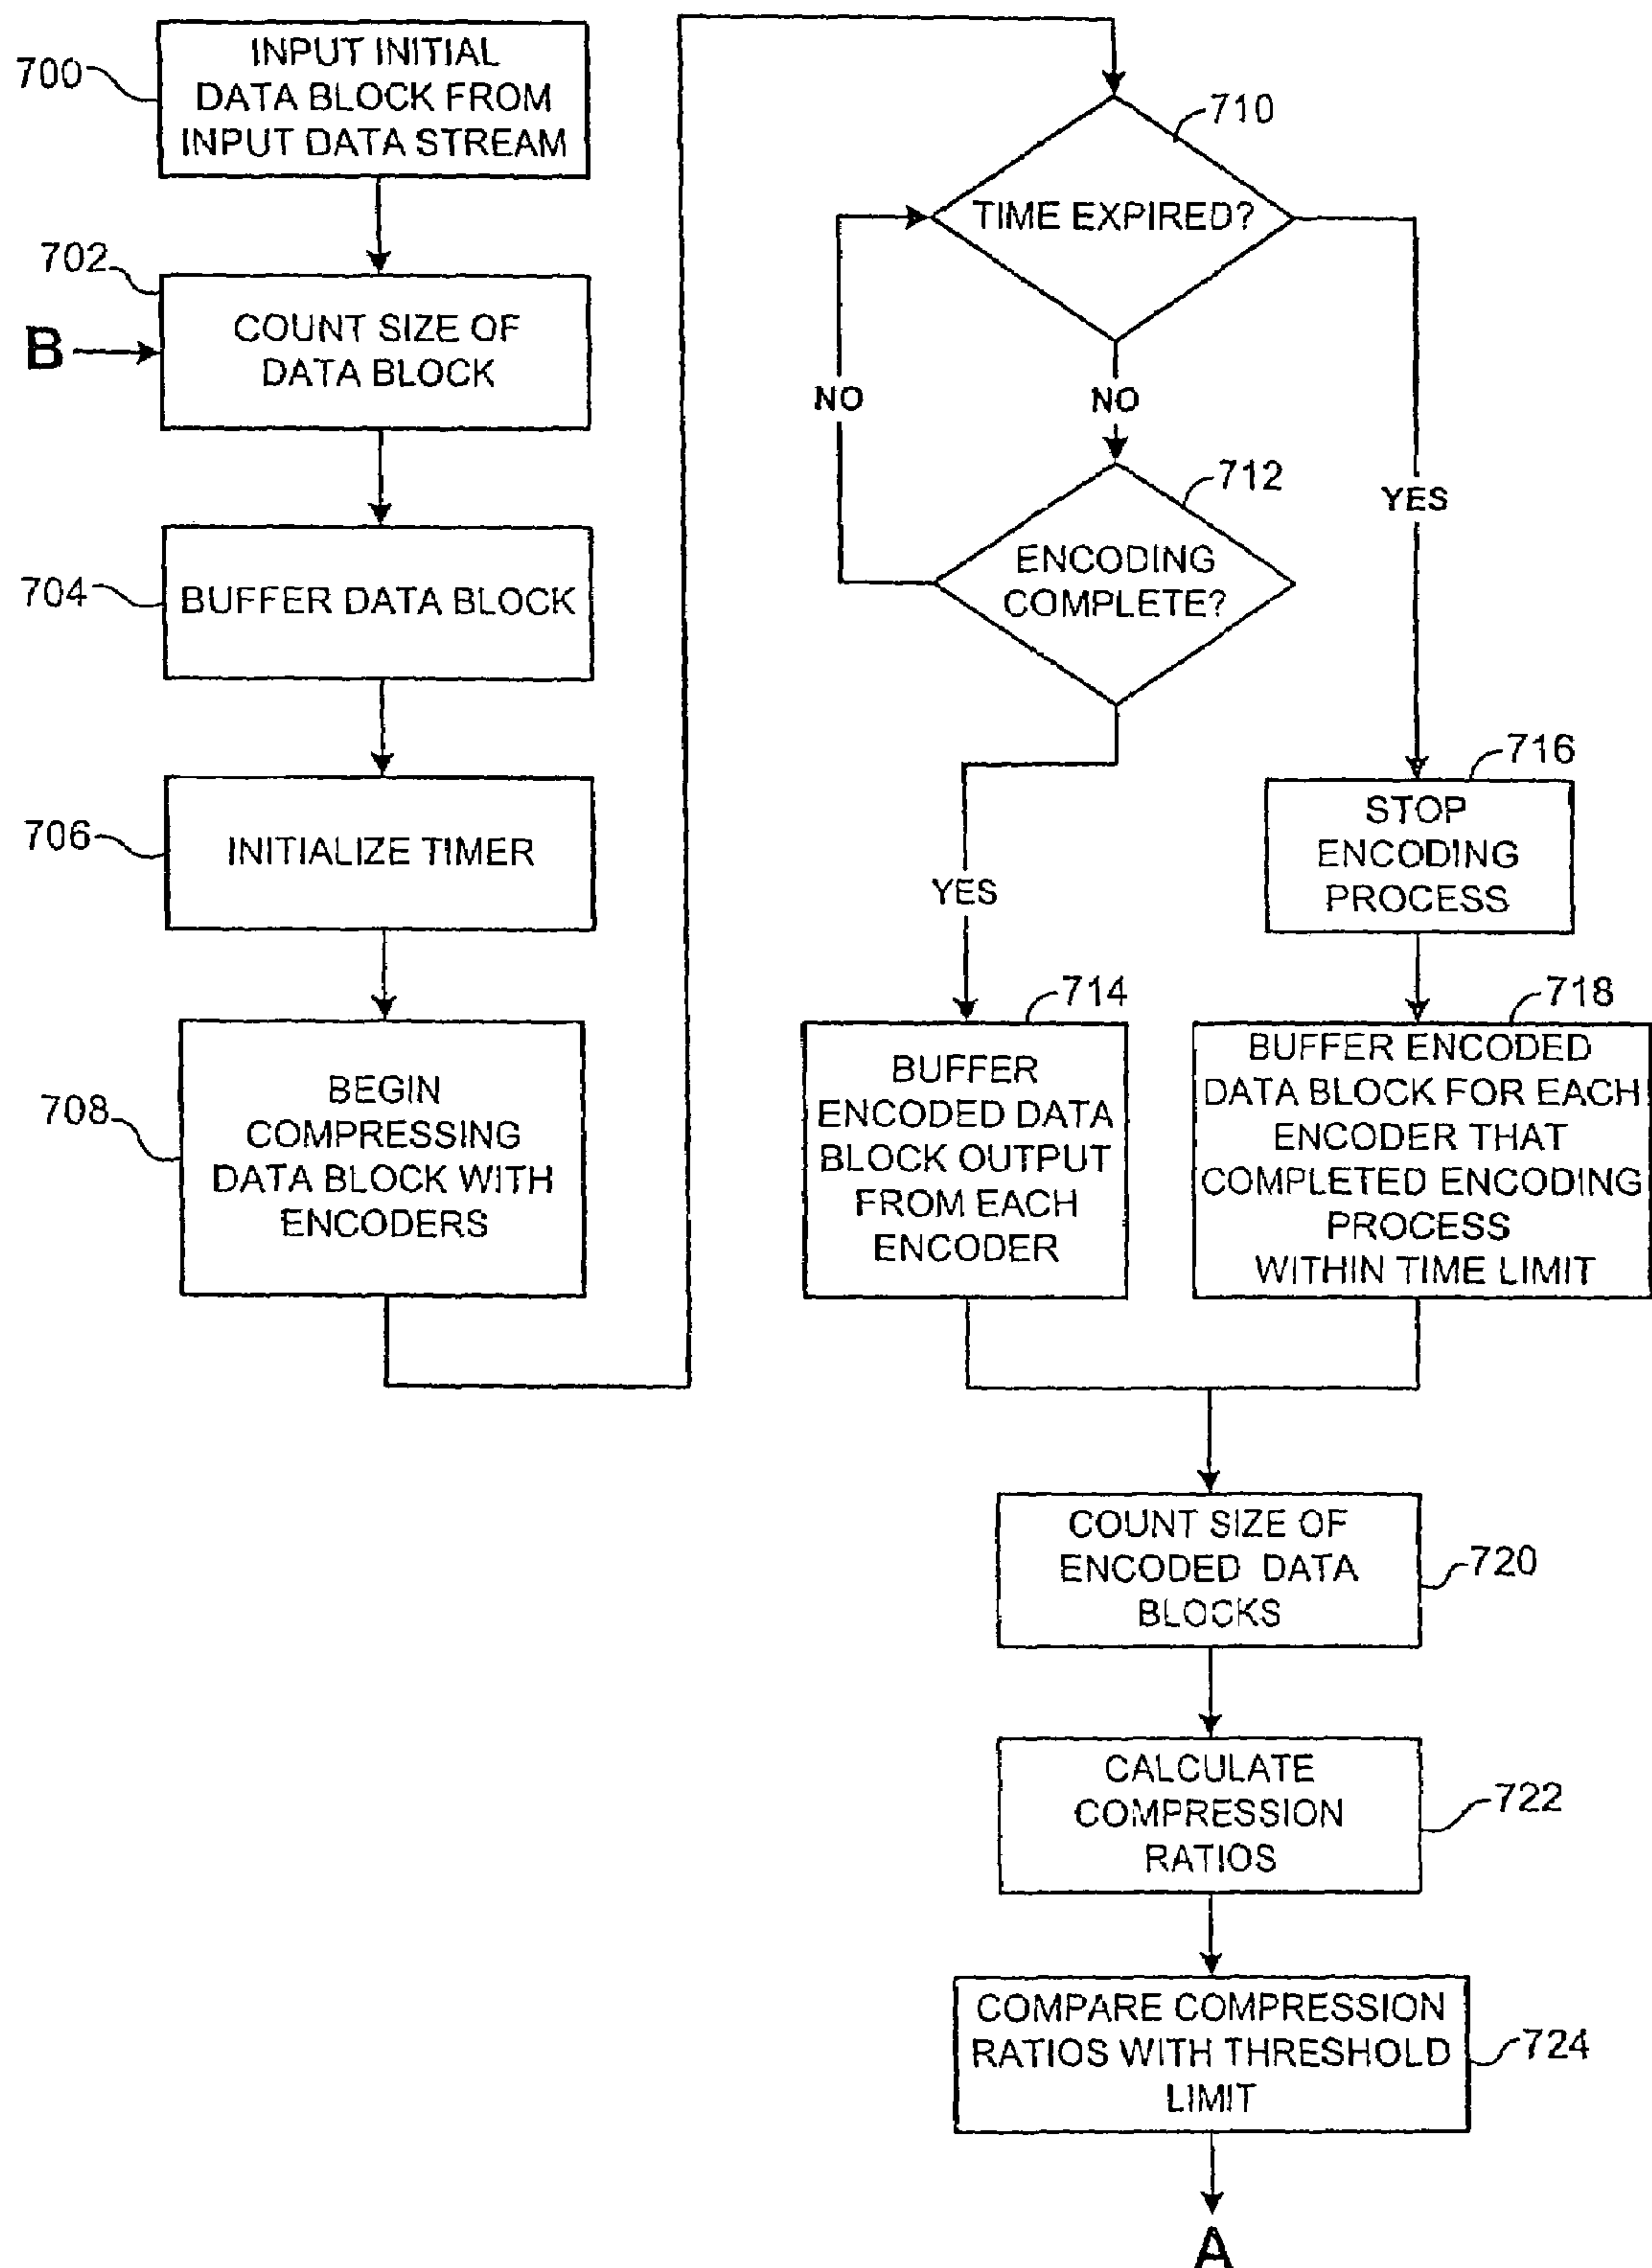 700
INPUT INITIAL
DATA BLOCK FROM
INPUT DATA STREAM
702
B
COUNT SIZE OF
DATA BLOCK
704
BUFFER DATA BLOCK
706
INITIALIZE TIMER
708
BEGIN
COMPRESSING
DATA BLOCK WITH
ENCODERS
710
TIME EXPIRED?
NO
NO
YES
712
ENCODING
COMPLETE?
YES
716
STOP
ENCODING
PROCESS
714
BUFFER
ENCODED DATA
BLOCK OUTPUT
FROM EACH
ENCODER
718
BUFFER ENCODED
DATA BLOCK FOR EACH
ENCODER THAT
COMPLETED ENCODING
PROCESS
WITHIN TIME LIMIT
COUNT SIZE OF
ENCODED DATA
BLOCKS
720
CALCULATE
COMPRESSION
RATIOS
722
COMPARE COMPRESSION
RATIOS WITH THRESHOLD
LIMIT
724
A